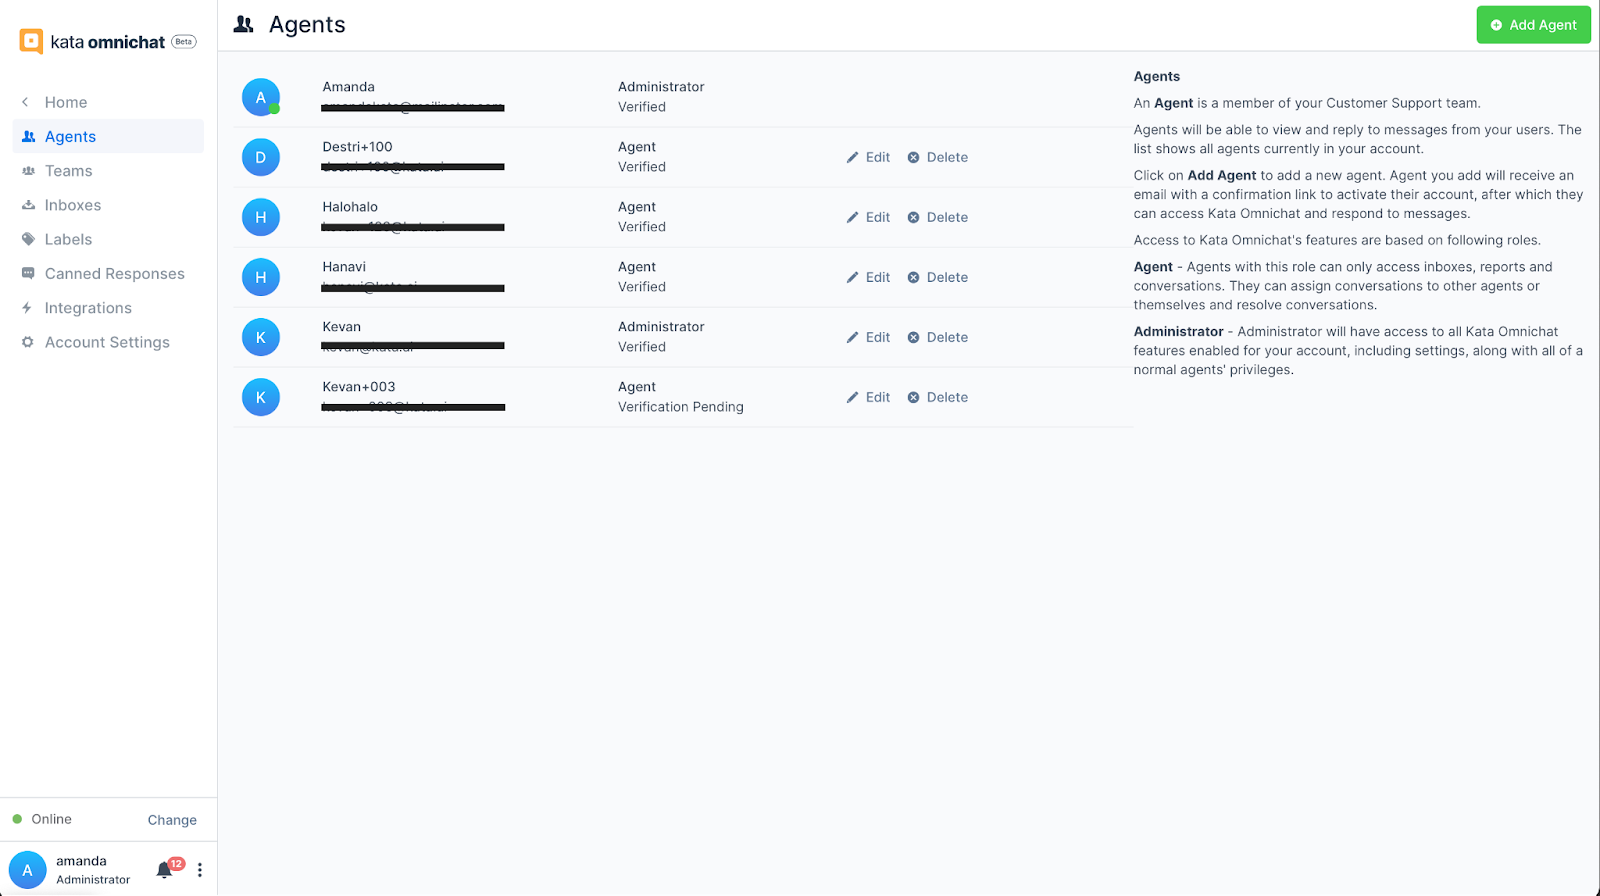 kata omnichat Beta
Home
Agents
Teams
Inboxes
Labels
Canned Responses
Integrations
Account Settings
Online Change
A amanda 12
Administrator
Agents
Add Agent
A Amanda Administrator
Verified
D Destri+100 Agent Edit Delete
Verified
H Halohalo Agent Edit Delete
Verified
H Hanavi Agent Edit Delete
Verified
K Kevan Administrator Edit Delete
Verified
K Kevan+003 Agent Edit Delete
Verification Pending
Agents
An Agent is a member of your Customer Support team.
Agents will be able to view and reply to messages from your users. The
list shows all agents currently in your account.
Click on Add Agent to add a new agent. Agent you add will receive an
email with a confirmation link to activate their account, after which they
can access Kata Omnichat and respond to messages.
Access to Kata Omnichat's features are based on following roles.
Agent - Agents with this role can only access inboxes, reports and
conversations. They can assign conversations to other agents or
themselves and resolve conversations.
Administrator - Administrator will have access to all Kata Omnichat
features enabled for your account, including settings, along with all of a
normal agents' privileges.